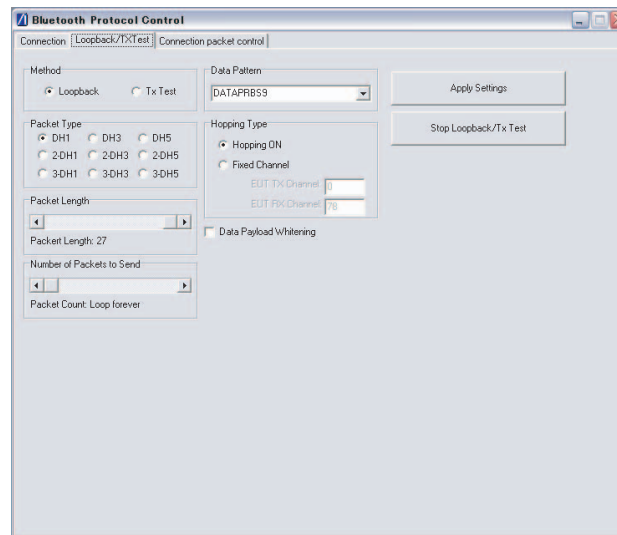 Bluetooth Protocol Control
Connection Loopback/TXTest Connection packet control
Method
Loopback Tx Test
Packet Type
DH1 DH3 DH5
2-DH1 2-DH3 2-DH5
3-DH1 3-DH3 3-DH5
Packet Length
Packert Length: 27
Number of Packets to Send
Packet Count: Loop forever
Data Pattern
DATAPRBS9
Hopping Type
Hopping ON
Fixed Channel
EUT TX Channel: 0
EUT RX Channel: 78
Data Payload Whitening
Apply Settings
Stop Loopback/Tx Test